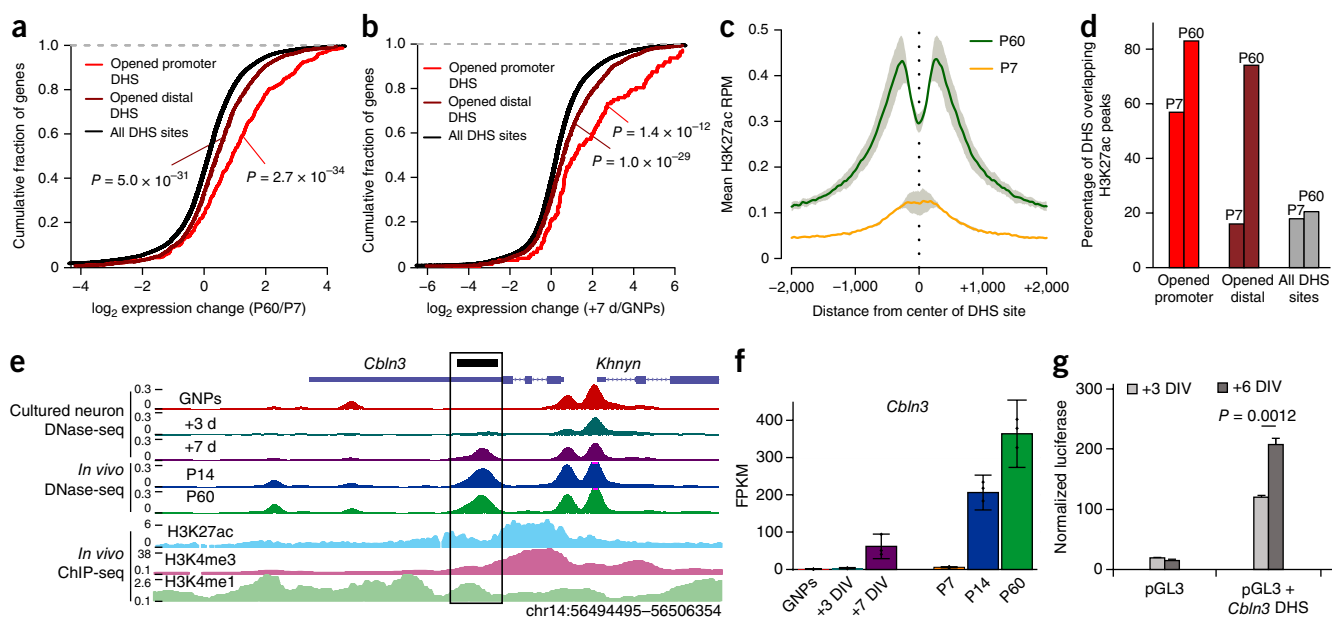 a
1.0
0.8
0.6
0.4
0.2
0
Cumulative fraction of genes
Opened promoter
DHS
Opened distal
DHS
All DHS sites
P = 5.0 × 10−31
P = 2.7 × 10−34
−4
−2
0
2
4
log2 expression change (P60/P7)
b
1.0
0.8
0.6
0.4
0.2
0
Cumulative fraction of genes
Opened promoter
DHS
Opened distal
DHS
All DHS sites
P = 1.4 × 10−12
P = 1.0 × 10−29
−6
−4
−2
0
2
4
6
log2 expression change (+7 d/GNPs)
c
0.5
0.4
0.3
0.2
0.1
0
Mean H3K27ac RPM
P60
P7
−2,000
−1,000
0
+1,000
+2,000
Distance from center of DHS site
d
80
60
40
20
0
Percentage of DHS overlapping
H3K27ac peaks
P7
P60
P7
P60
P7
P60
Opened
promoter
Opened
distal
All DHS
sites
e
Cbln3
Khnyn
Cultured neuron
DNase-seq
0.3
0
GNPs
0.3
0
+3 d
0.3
0
+7 d
In vivo
DNase-seq
0.3
0
P14
0.3
0
P60
In vivo
ChIP-seq
6
0
H3K27ac
38
0.1
H3K4me3
2.6
0.1
H3K4me1
chr14:56494495–56506354
f
Cbln3
400
300
200
100
0
FPKM
GNPs
+3 DIV
+7 DIV
P7
P14
P60
g
+3 DIV
+6 DIV
P = 0.0012
300
200
100
0
Normalized luciferase
pGL3
pGL3 +
Cbln3 DHS